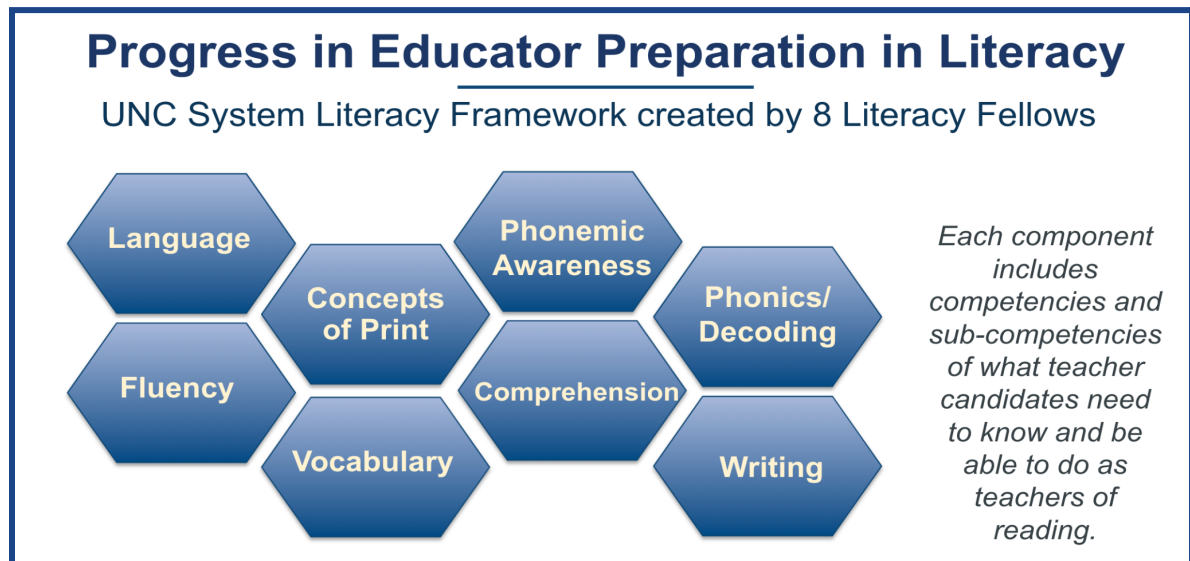 Progress in Educator Preparation in Literacy
UNC System Literacy Framework created by 8 Literacy Fellows
Language
Concepts
of Print
Phonemic
Awareness
Phonics/
Decoding
Fluency
Vocabulary
Comprehension
Writing
Each component
includes
competencies and
sub-competencies
of what teacher
candidates need
to know and be
able to do as
teachers of
reading.